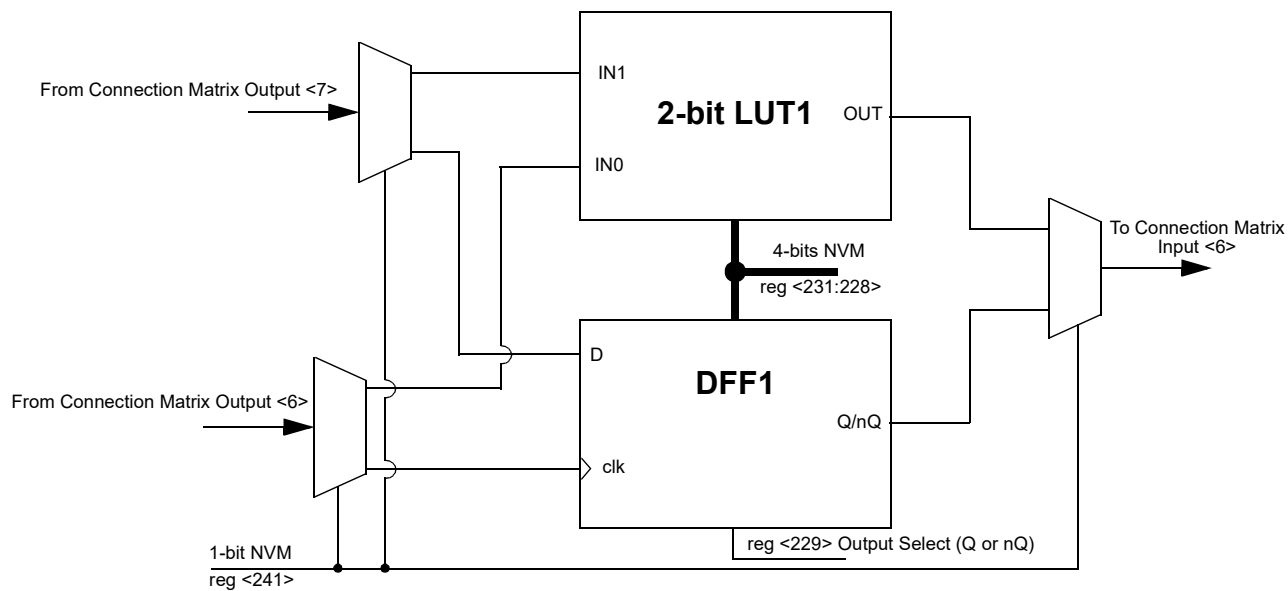 From Connection Matrix Output <7>
IN1
2-bit LUT1
OUT
IN0
To Connection Matrix
Input <6>
4-bits NVM
reg <231:228>
D
DFF1
From Connection Matrix Output <6>
Q/nQ
clk
reg <229> Output Select (Q or nQ)
1-bit NVM
reg <241>